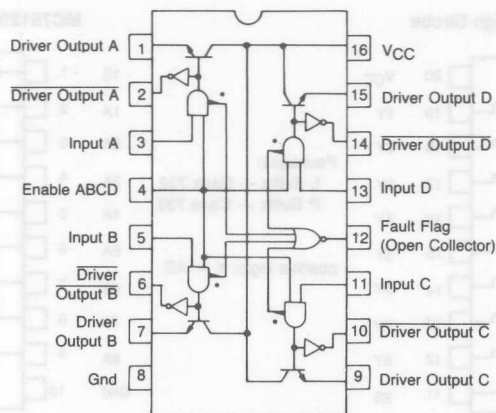 Driver Output A 1
Driver Output A 2
Input A 3
Enable ABCD 4
Input B 5
Driver
Output B 6
Driver
Output B 7
Gnd 8
16 VCC
15 Driver Output D
14 Driver Output D
13 Input D
12 Fault Flag
(Open Collector)
11 Input C
10 Driver Output C
9 Driver Output C